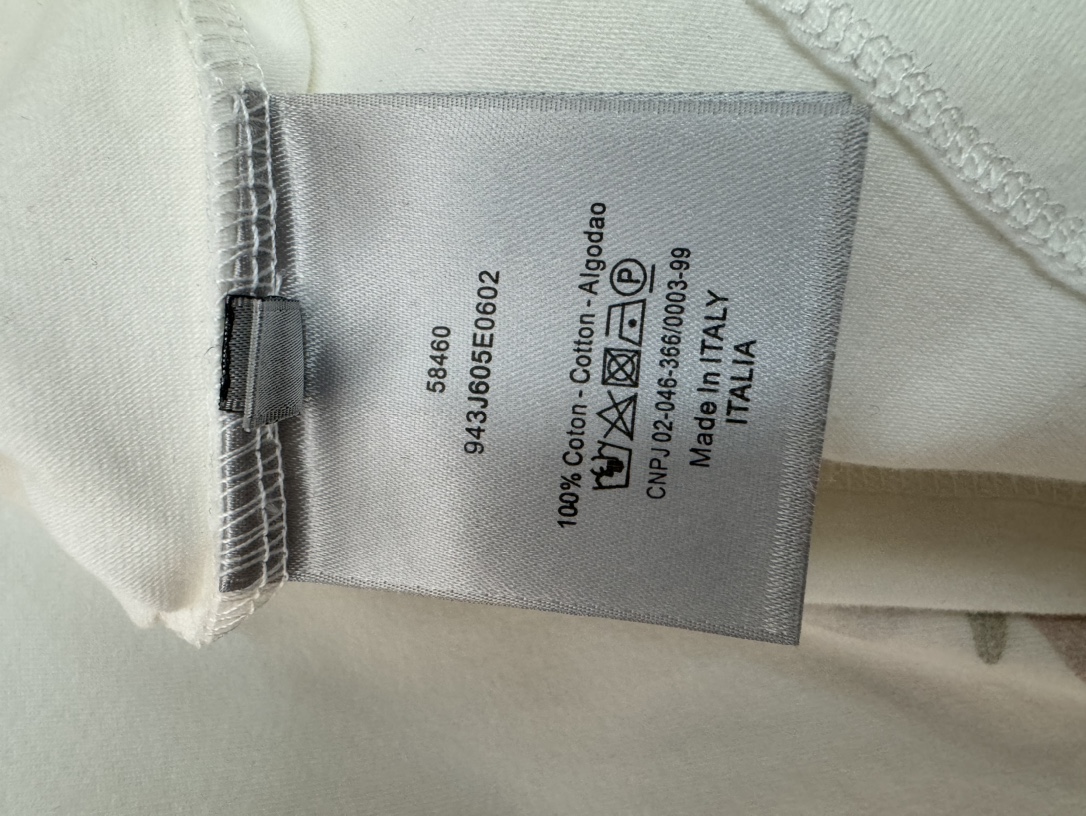 58460
943J605E0602
100% Coton - Cotton - Algodao
P
CNPJ 02-046-366/0003-99
Made In ITALY
ITALIA